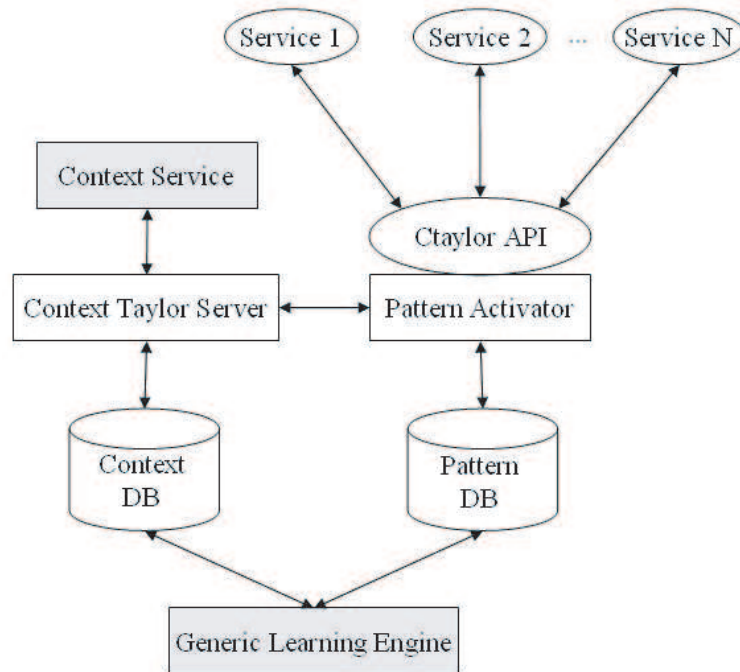 Service 1
Service 2
...
Service N
Context Service
Ctaylor API
Context Taylor Server
Pattern Activator
Context
DB
Pattern
DB
Generic Learning Engine